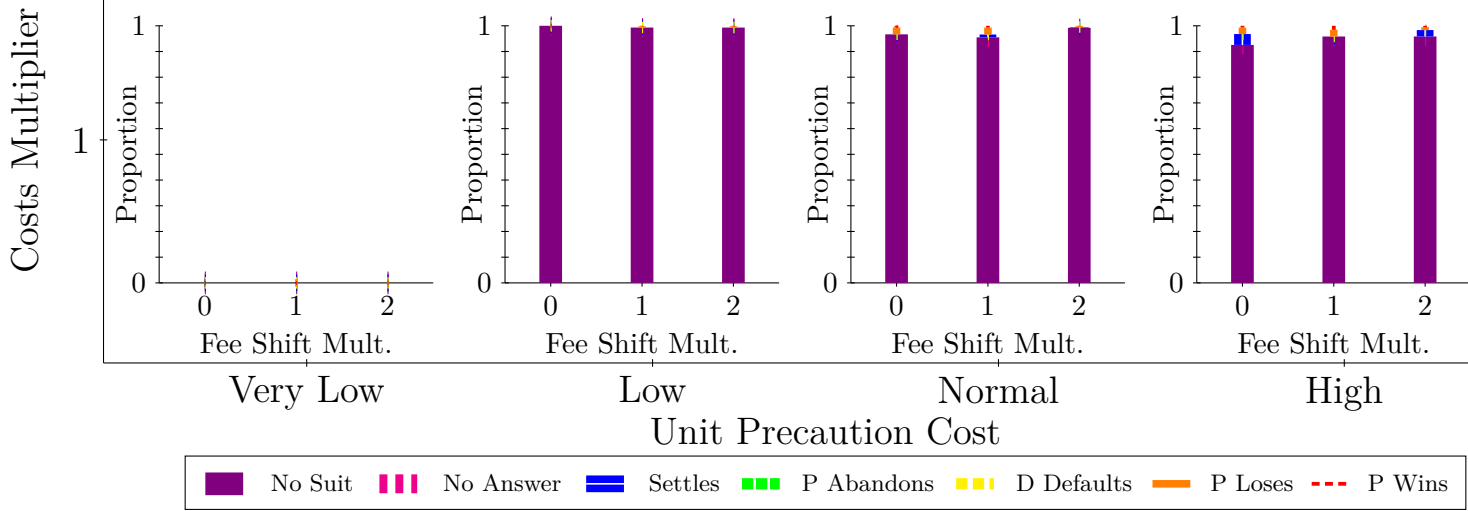 Costs Multiplier
1
Proportion
1
0
0 1 2
Fee Shift Mult.
Proportion
1
0
0 1 2
Fee Shift Mult.
Proportion
1
0
0 1 2
Fee Shift Mult.
Proportion
1
0
0 1 2
Fee Shift Mult.
Very Low Low Normal High
Unit Precaution Cost
No Suit No Answer Settles P Abandons D Defaults P Loses P Wins